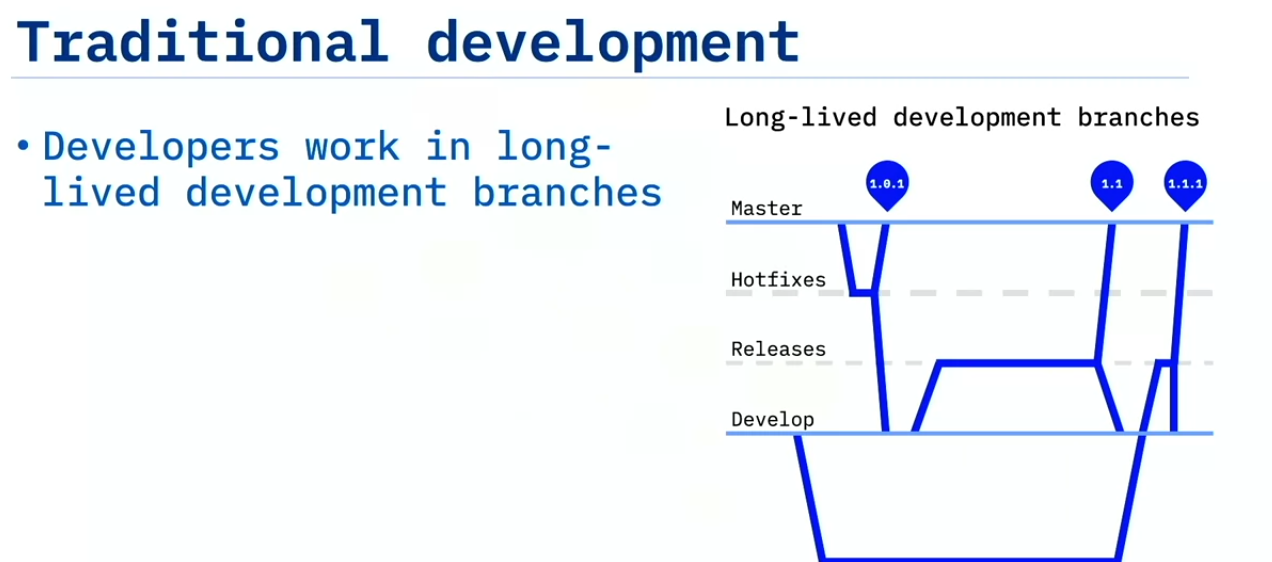 Traditional development
• Developers work in long-
lived development branches
Long-lived development branches
1.0.1
1.1
1.1.1
Master
Hotfixes
Releases
Develop